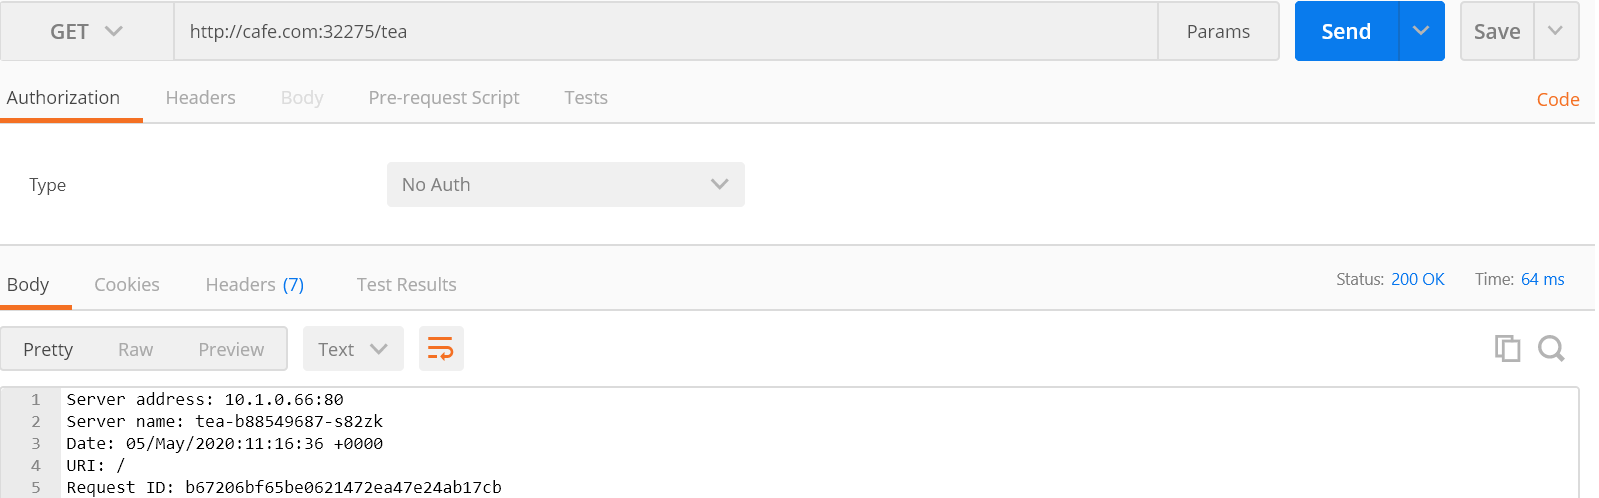 GET http://cafe.com:32275/tea Params Send Save
Authorization Headers Body Pre-request Script Tests Code
Type No Auth
Body Cookies Headers (7) Test Results Status: 200 OK Time: 64 ms
Pretty Raw Preview Text
1 Server address: 10.1.0.66:80
2 Server name: tea-b88549687-s82zk
3 Date: 05/May/2020:11:16:36 +0000
4 URI: /
5 Request ID: b67206bf65be0621472ea47e24ab17cb